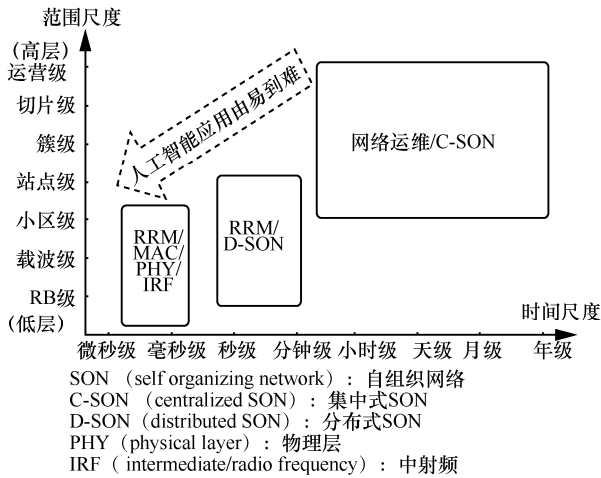 范围尺度
(高层)
运营级
切片级
簇级
站点级
小区级
载波级
RB级
(低层)
人工智能应用由易到难
网络运维/C-SON
RRM/
D-SON
RRM/
MAC/
PHY/
IRF
时间尺度
微秒级 毫秒级 秒级 分钟级 小时级 天级 月级 年级
SON （self organizing network）: 自组织网络
C-SON （centralized SON）: 集中式SON
D-SON（distributed SON）: 分布式SON
PHY（physical layer）: 物理层
IRF（ intermediate/radio frequency）: 中射频